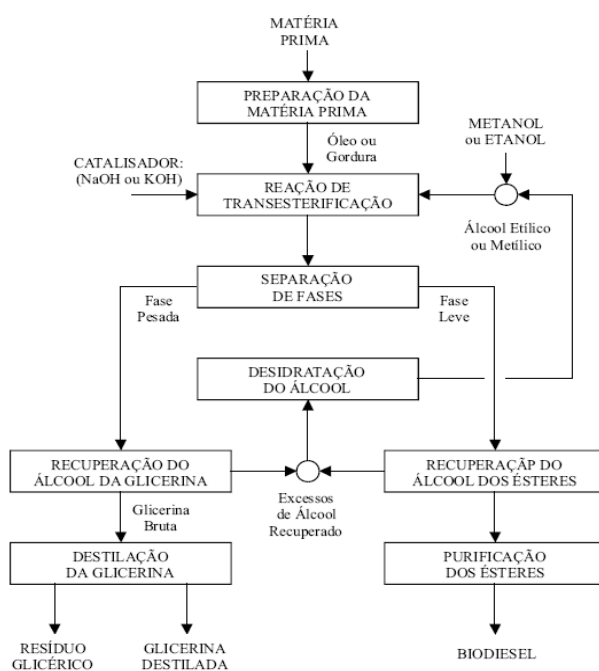 MATÉRIA
PRIMA
PREPARAÇÃO DA
MATÉRIA PRIMA
METANOL
ou ETANOL
Óleo ou
Gordura
CATALISADOR:
(NaOH ou KOH)
REAÇÃO DE
TRANSESTERIFICAÇÃO
Álcool Etílico
ou Metílico
SEPARAÇÃO
DE FASES
Fase
Pesada
Fase
Leve
DESIDRATAÇÃO
DO ÁLCOOL
RECUPERAÇÃO DO
ÁLCOOL DA GLICERINA
Excessos
de Álcool
Recuperado
RECUPERAÇÃP DO
ÁLCOOL DOS ÉSTERES
Glicerina
Bruta
DESTILAÇÃO
DA GLICERINA
PURIFICAÇÃO
DOS ÉSTERES
RESÍDUO
GLICÉRICO
GLICERINA
DESTILADA
BIODIESEL